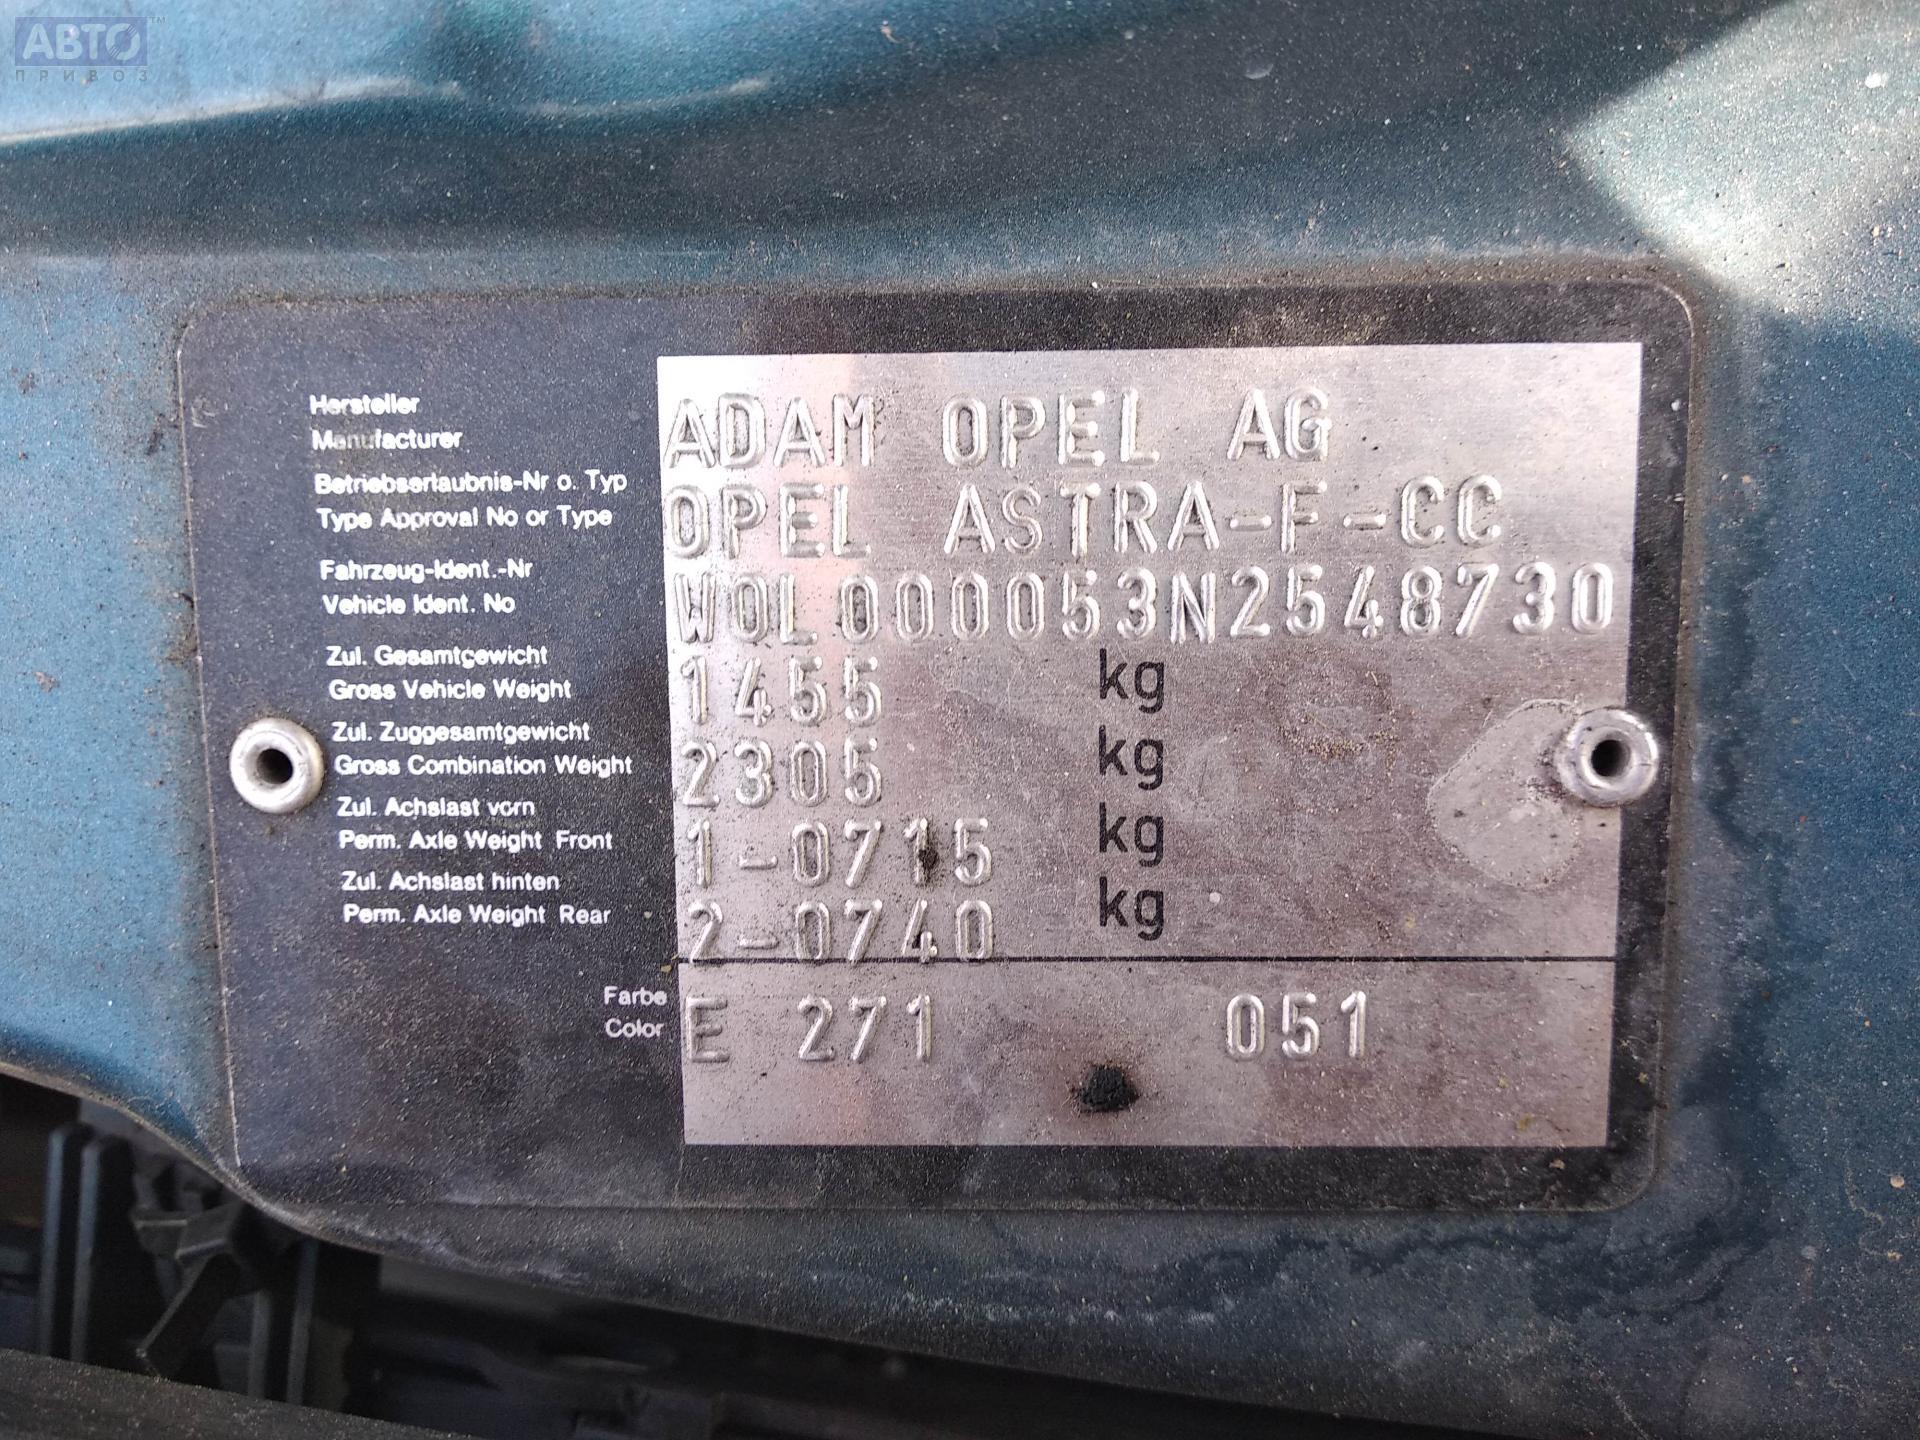 АВТО™
ПРИВОЗ
Hersteller
Manufacturer
ADAM OPEL AG
Betriebserlaubnis-Nr o. Typ
Type Approval No or Type
OPEL ASTRA-F-CC
Fahrzeug-Ident.-Nr
Vehicle Ident. No
W0L000053N2548730
Zul. Gesamtgewicht
Gross Vehicle Weight
1455 kg
Zul. Zuggesamtgewicht
Gross Combination Weight
2305 kg
Zul. Achslast vorn
Perm. Axle Weight Front
1-0715 kg
Zul. Achslast hinten
Perm. Axle Weight Rear
2-0740 kg
Farbe
Color
E 271 051